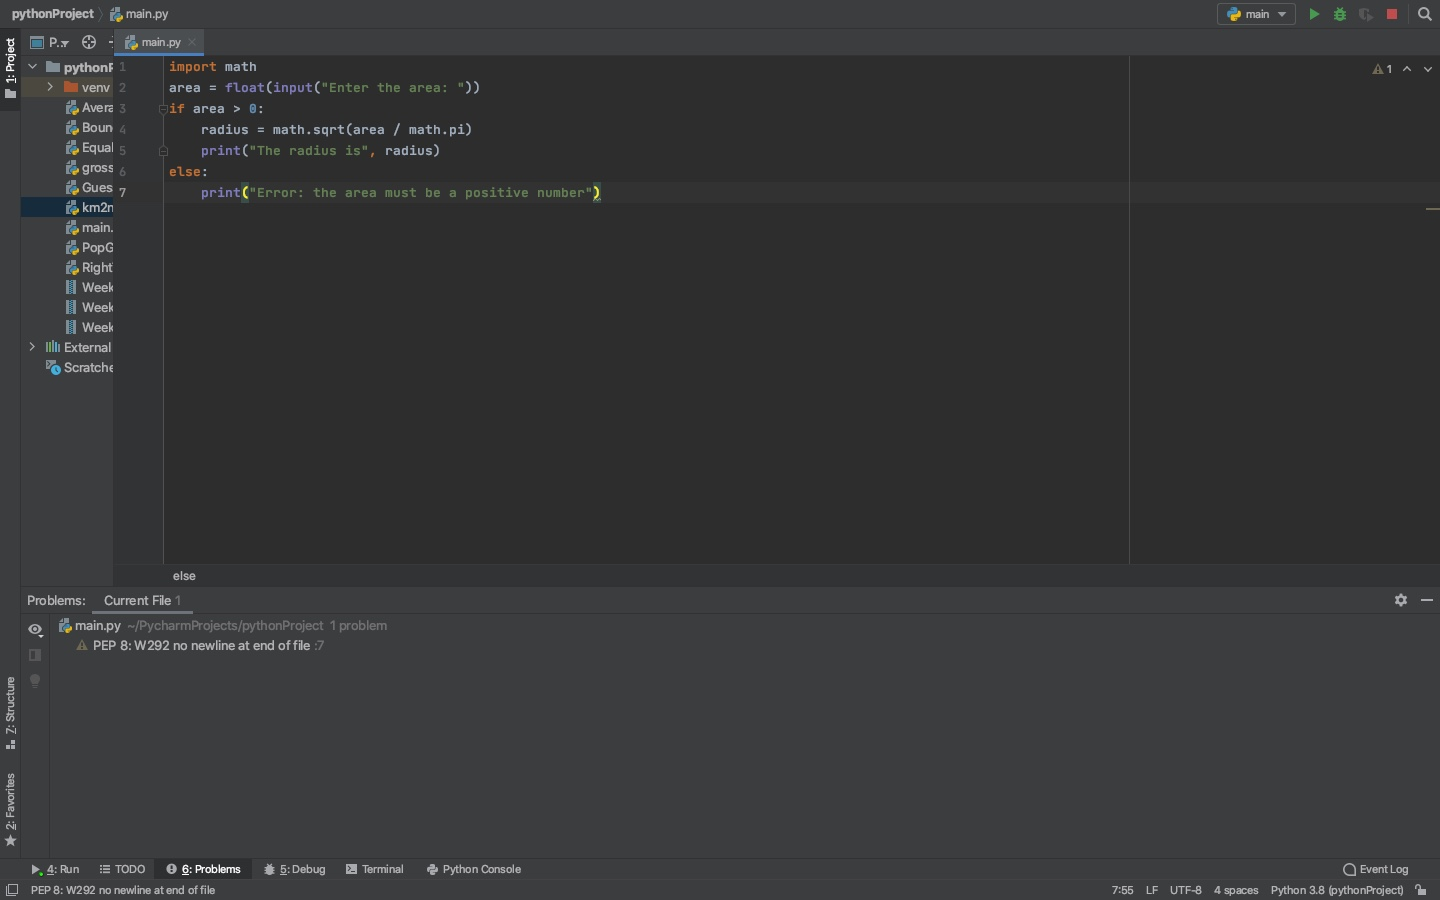 pythonProject main.py
main
1: Project
P..
main.py
pythonP
venv
Avera
Boun
Equal
gross
Gues
km2n
main.
PopG
Right
Week
Week
Week
External
Scratche
1 import math
2 area = float(input("Enter the area: "))
3 if area > 0:
4 radius = math.sqrt(area / math.pi)
5 print("The radius is", radius)
6 else:
7 print("Error: the area must be a positive number")
1
else
Problems: Current File 1
main.py ~/PycharmProjects/pythonProject 1 problem
PEP 8: W292 no newline at end of file :7
Z: Structure
2: Favorites
4: Run TODO 6: Problems 5: Debug Terminal Python Console Event Log
PEP 8: W292 no newline at end of file 7:55 LF UTF-8 4 spaces Python 3.8 (pythonProject)